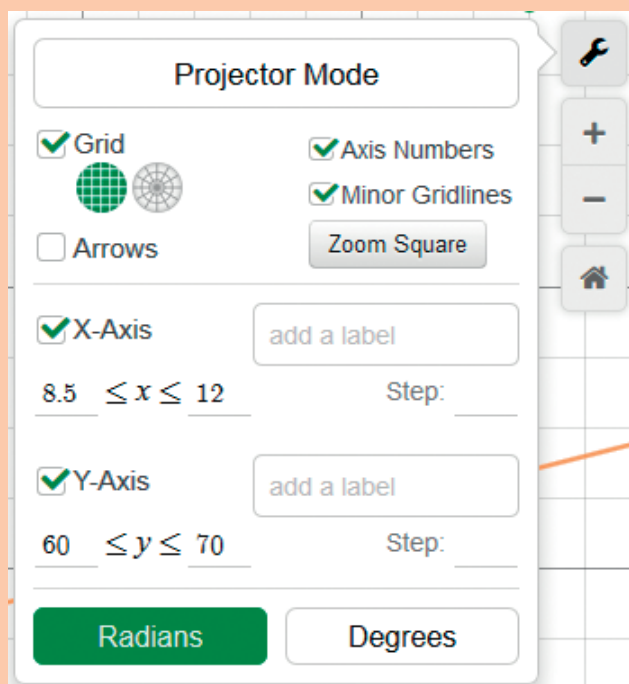 Projector Mode
Grid
Axis Numbers
Minor Gridlines
Arrows
Zoom Square
X-Axis
add a label
8.5 ≤ x ≤ 12
Step:
Y-Axis
add a label
60 ≤ y ≤ 70
Step:
Radians
Degrees
+
−